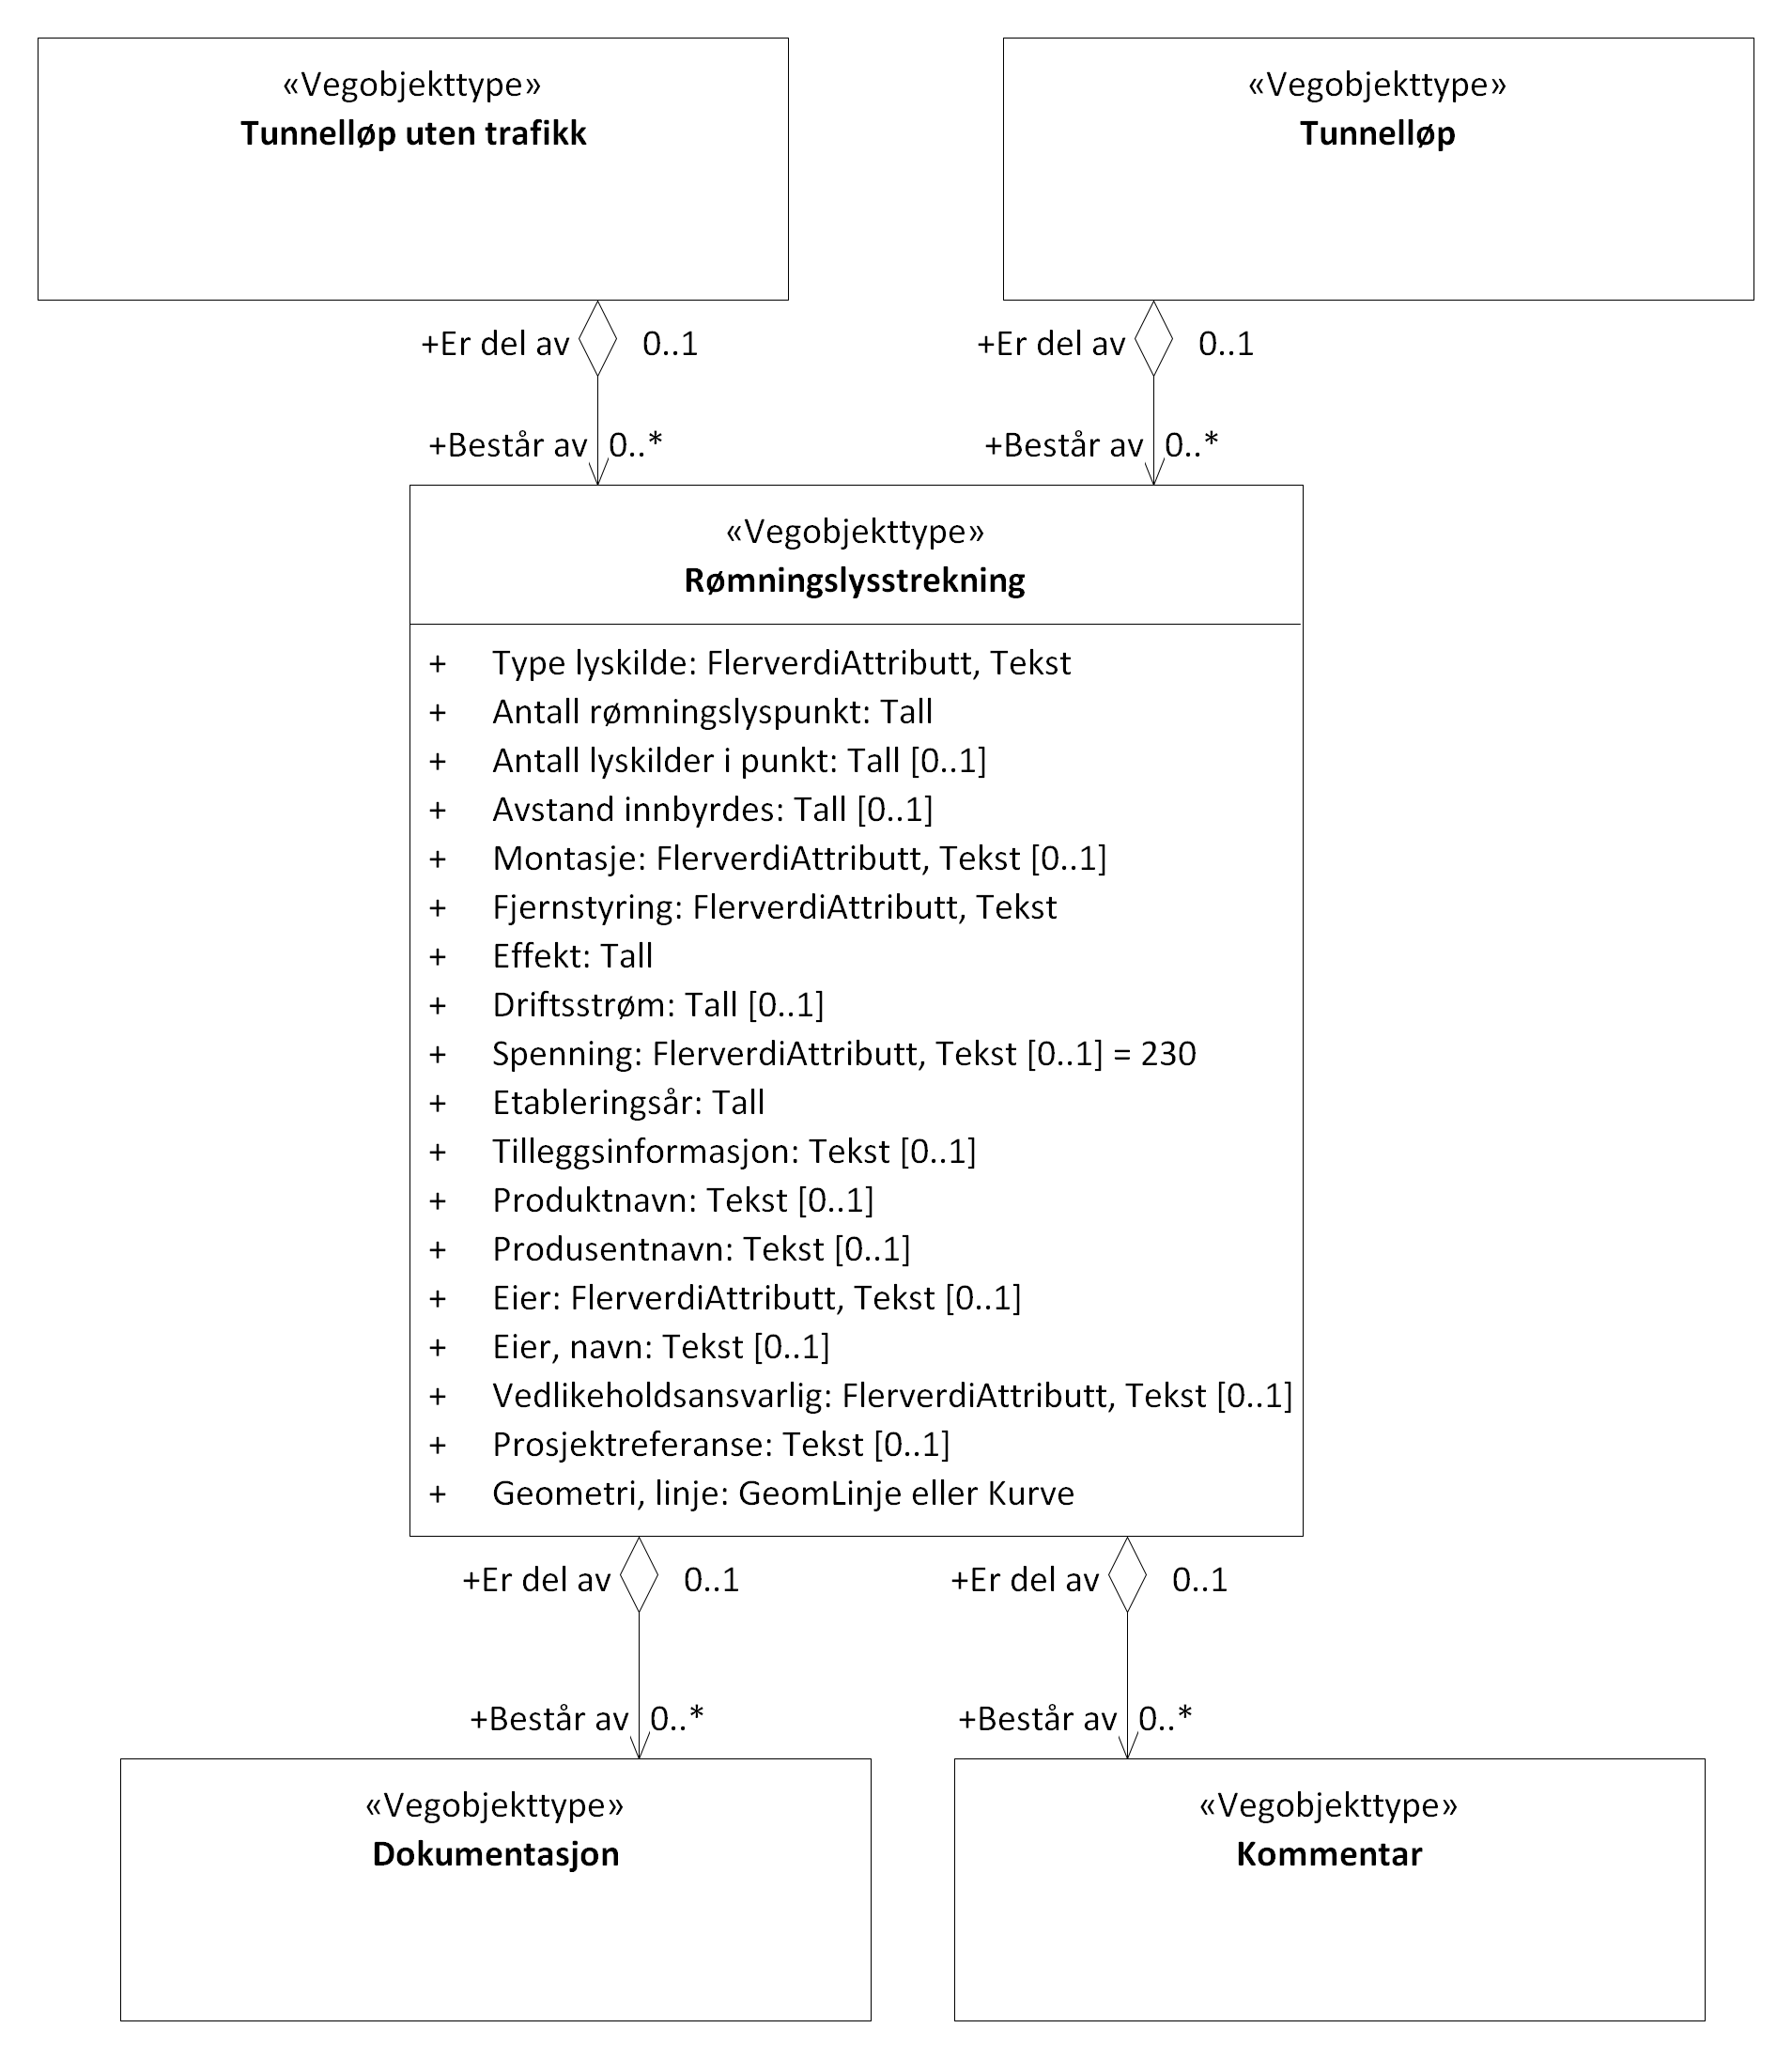 «Vegobjekttype»
Tunnelløp uten trafikk
«Vegobjekttype»
Tunnelløp
+Er del av 0..1
+Er del av 0..1
+Består av 0..*
+Består av 0..*
«Vegobjekttype»
Rømningslysstrekning
+ Type lyskilde: FlerverdiAttributt, Tekst
+ Antall rømningslyspunkt: Tall
+ Antall lyskilder i punkt: Tall [0..1]
+ Avstand innbyrdes: Tall [0..1]
+ Montasje: FlerverdiAttributt, Tekst [0..1]
+ Fjernstyring: FlerverdiAttributt, Tekst
+ Effekt: Tall
+ Driftsstrøm: Tall [0..1]
+ Spenning: FlerverdiAttributt, Tekst [0..1] = 230
+ Etableringsår: Tall
+ Tilleggsinformasjon: Tekst [0..1]
+ Produktnavn: Tekst [0..1]
+ Produsentnavn: Tekst [0..1]
+ Eier: FlerverdiAttributt, Tekst [0..1]
+ Eier, navn: Tekst [0..1]
+ Vedlikeholdsansvarlig: FlerverdiAttributt, Tekst [0..1]
+ Prosjektreferanse: Tekst [0..1]
+ Geometri, linje: GeomLinje eller Kurve
+Er del av 0..1
+Er del av 0..1
+Består av 0..*
+Består av 0..*
«Vegobjekttype»
Dokumentasjon
«Vegobjekttype»
Kommentar